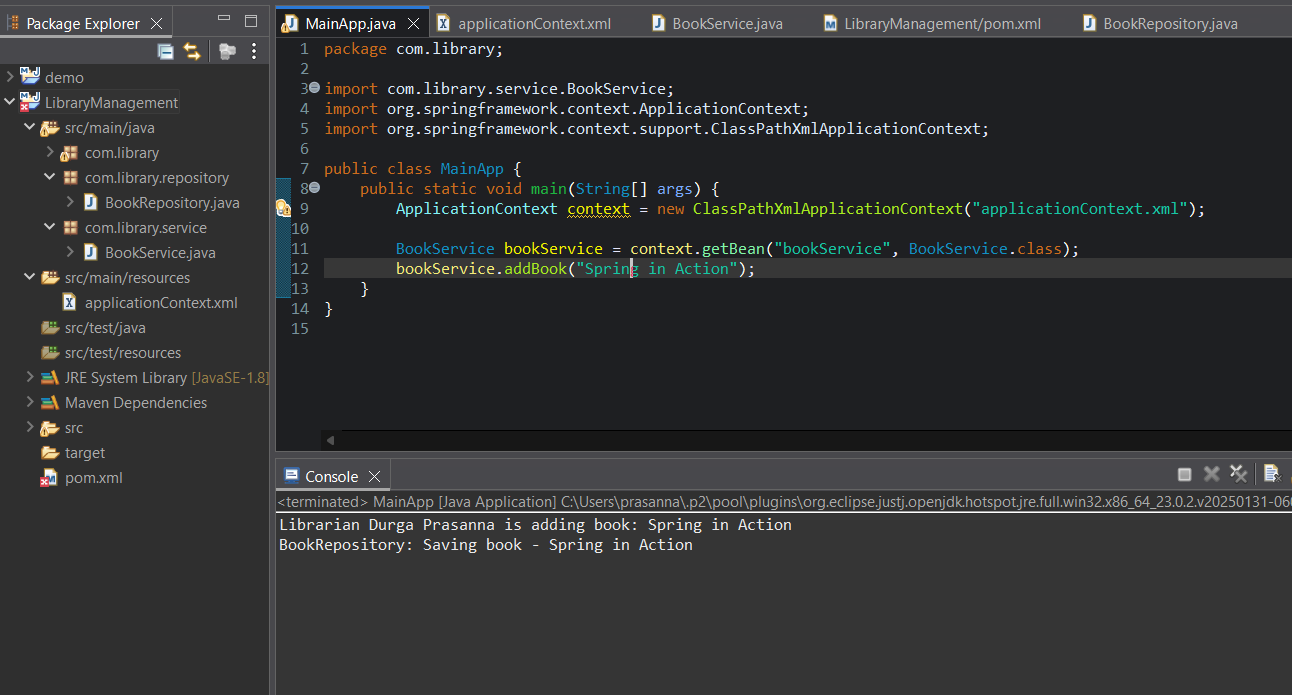 Package Explorer
demo
LibraryManagement
src/main/java
com.library
com.library.repository
BookRepository.java
com.library.service
BookService.java
src/main/resources
applicationContext.xml
src/test/java
src/test/resources
JRE System Library [JavaSE-1.8]
Maven Dependencies
src
target
pom.xml
MainApp.java applicationContext.xml BookService.java LibraryManagement/pom.xml BookRepository.java
1 package com.library;
2
3 import com.library.service.BookService;
4 import org.springframework.context.ApplicationContext;
5 import org.springframework.context.support.ClassPathXmlApplicationContext;
6
7 public class MainApp {
8     public static void main(String[] args) {
9         ApplicationContext context = new ClassPathXmlApplicationContext("applicationContext.xml");
10
11         BookService bookService = context.getBean("bookService", BookService.class);
12         bookService.addBook("Spring in Action");
13     }
14 }
15
Console
<terminated> MainApp [Java Application] C:\Users\prasanna\.p2\pool\plugins\org.eclipse.justj.openjdk.hotspot.jre.full.win32.x86_64_23.0.2.v20250131-06
Librarian Durga Prasanna is adding book: Spring in Action
BookRepository: Saving book - Spring in Action